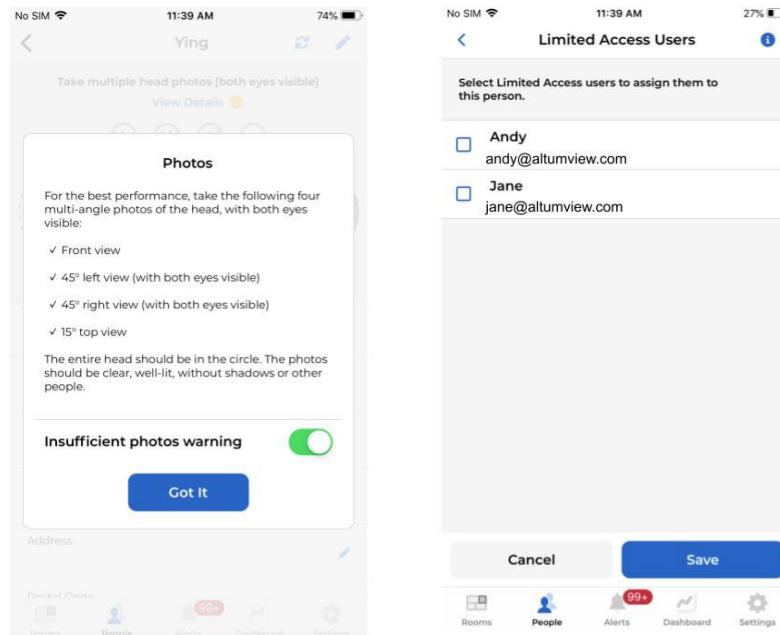 No SIM 11:39 AM 74%
Ying
Take multiple head photos (both eyes visible)
View Details
Photos
For the best performance, take the following four
multi-angle photos of the head, with both eyes
visible:
✓ Front view
✓ 45° left view (with both eyes visible)
✓ 45° right view (with both eyes visible)
✓ 15° top view
The entire head should be in the circle. The photos
should be clear, well-lit, without shadows or other
people.
Insufficient photos warning
Got It
Address
Postal Code
99+
Rooms People Alerts Dashboard Settings
No SIM 11:39 AM 27%
Limited Access Users
Select Limited Access users to assign them to
this person.
Andy
andy@altumview.com
Jane
jane@altumview.com
Cancel Save
99+
Rooms People Alerts Dashboard Settings